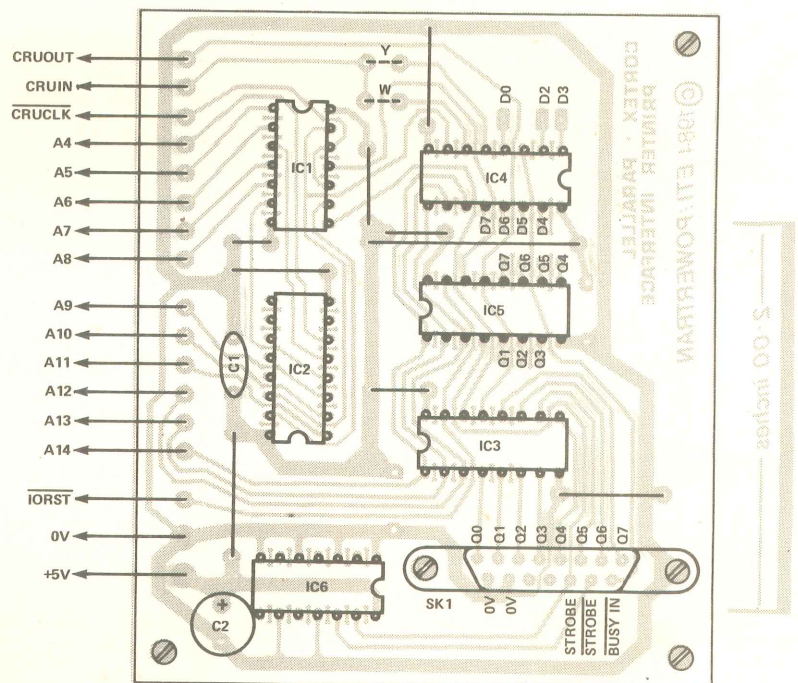 CRUOUT
CRUIN
CRUCLK
A4
A5
A6
A7
A8
A9
A10
A11
A12
A13
A14
IORST
0V
+5V
Y
W
IC1
IC2
C1
D0
D2
D3
IC4
D7
D6
D5
D4
Q7
Q6
Q5
Q4
IC5
Q1
Q2
Q3
IC3
Q0
Q1
Q2
Q3
Q4
Q5
Q6
Q7
SK1
0V
0V
STROBE
STROBE
BUSY IN
IC6
+
C2
©1984 ETI-POWERTRAN
CORTEX - PARALLEL
PRINTER INTERFACE
2·00 inches